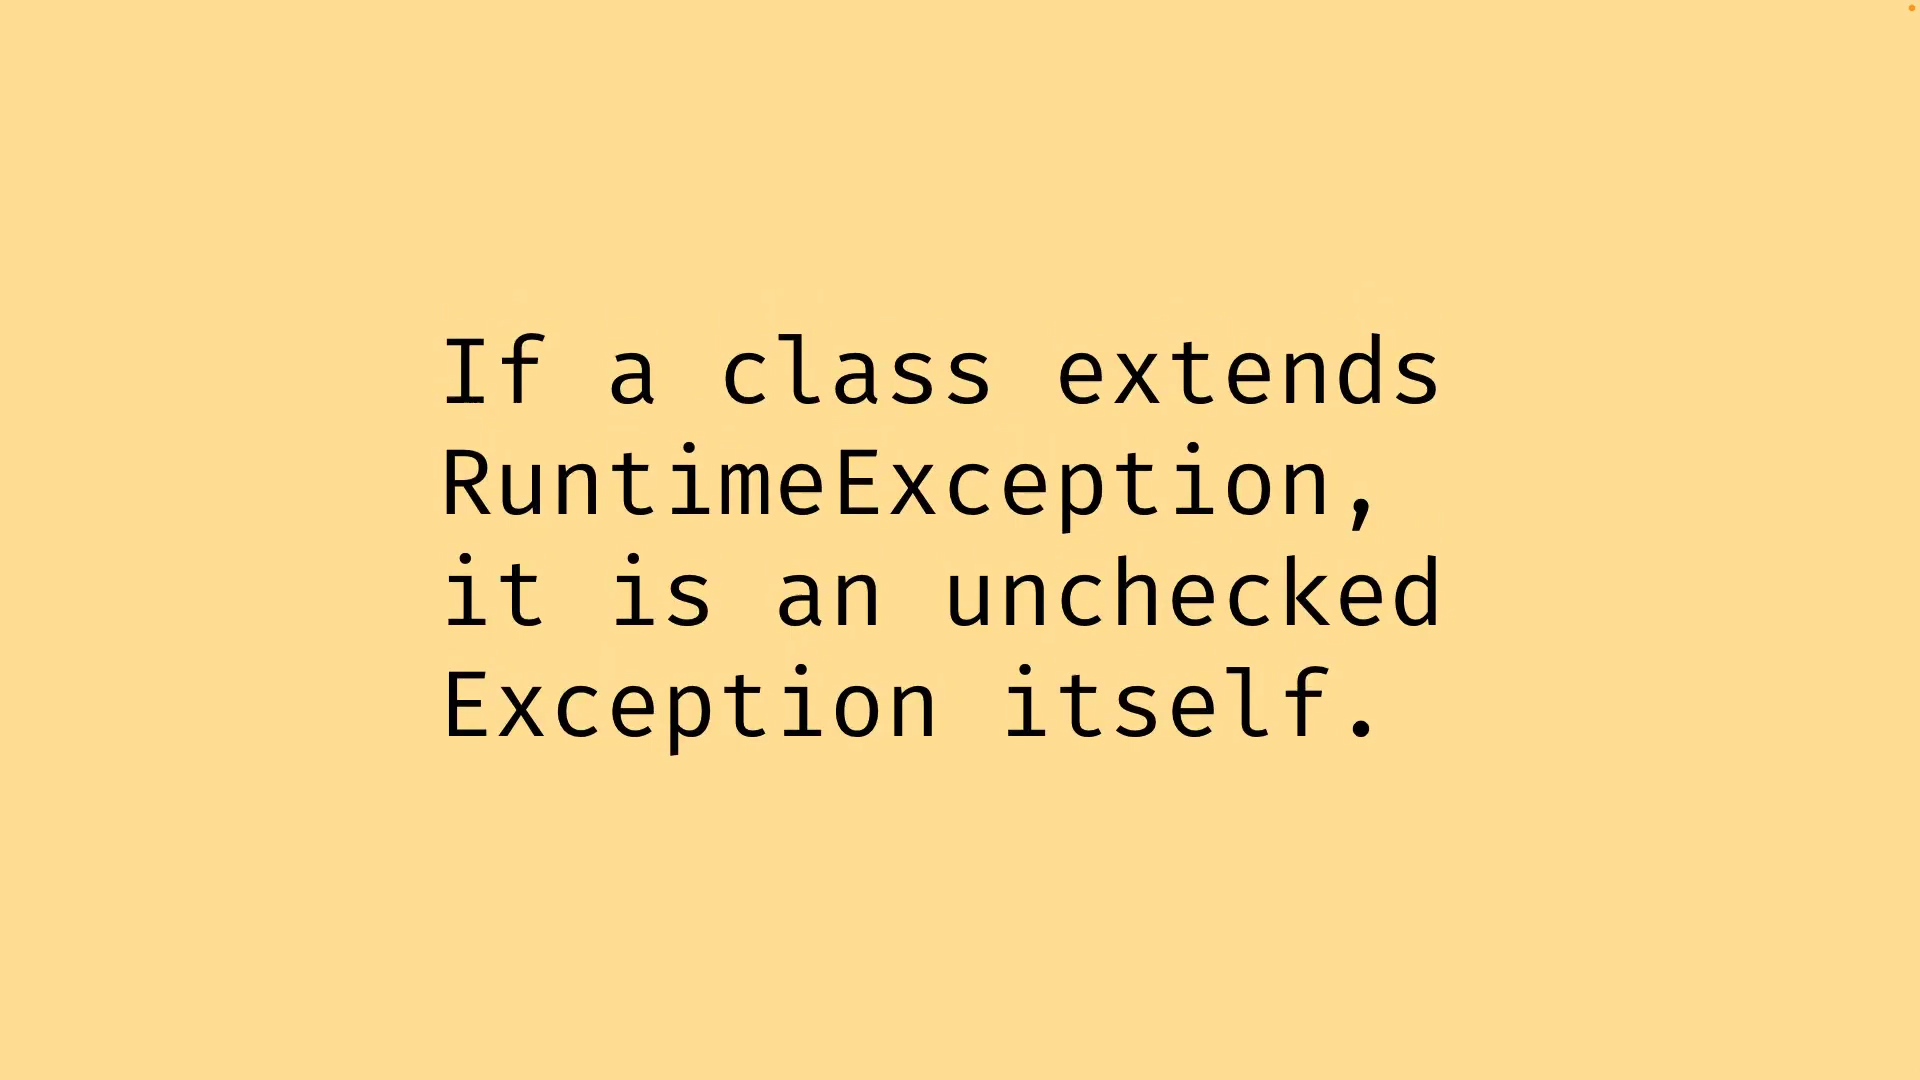 If a class extends
RuntimeException,
it is an unchecked
Exception itself.